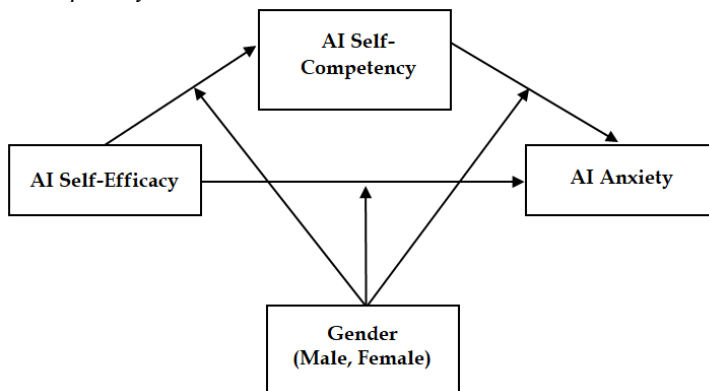 AI Self-
Competency
AI Self-Efficacy
AI Anxiety
Gender
(Male, Female)